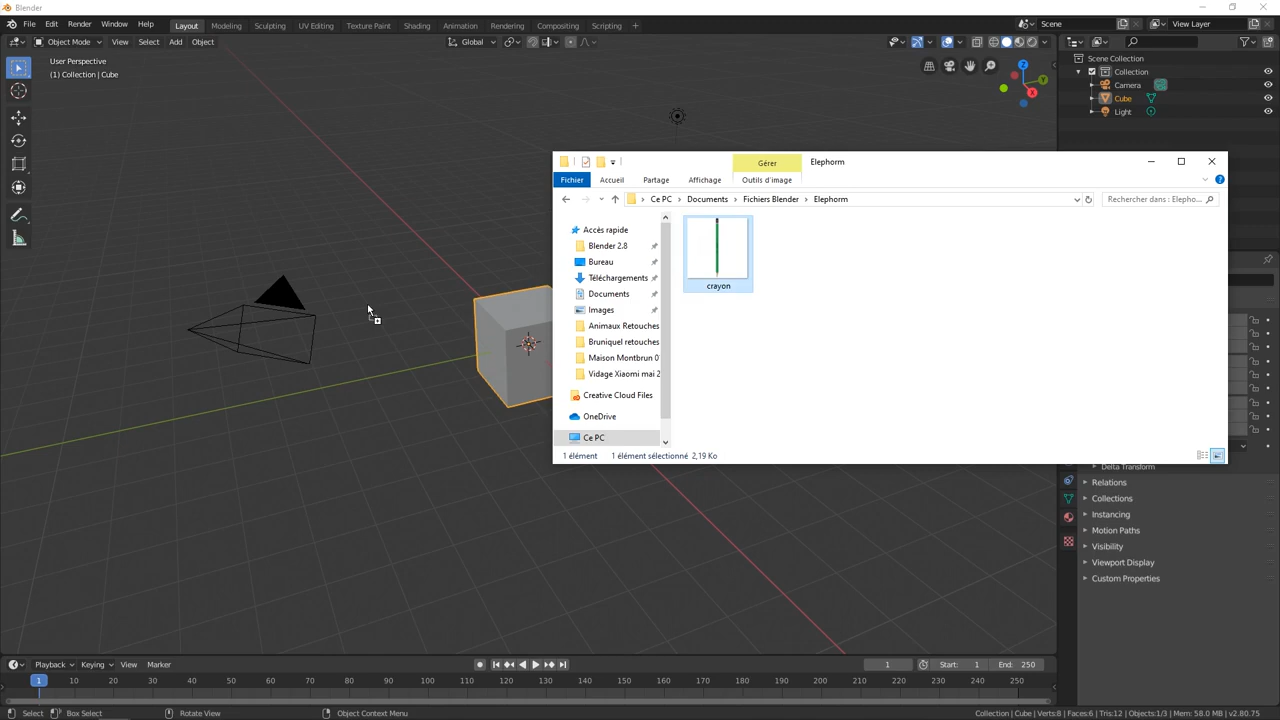 Blender
File Edit Render Window Help Layout Modeling Sculpting UV Editing Texture Paint Shading Animation Rendering Compositing Scripting + Scene View Layer
Object Mode View Select Add Object Global
User Perspective
(1) Collection | Cube
Z
Y
X
Scene Collection
Collection
Camera
Cube
Light
Gérer Elephorm
Fichier Accueil Partage Affichage Outils d'image
Ce PC > Documents > Fichiers Blender > Elephorm
Rechercher dans : Elepho...
Accès rapide
Blender 2.8
Bureau
Téléchargements
Documents
Images
Animaux Retouches
Bruniquel retouches
Maison Montbrun 0
Vidage Xiaomi mai 2
Creative Cloud Files
OneDrive
Ce PC
crayon
1 élément 1 élément sélectionné 2,19 Ko
Delta Transform
Relations
Collections
Instancing
Motion Paths
Visibility
Viewport Display
Custom Properties
Playback Keying View Marker 1 Start: 1 End: 250
1 10 20 30 40 50 60 70 80 90 100 110 120 130 140 150 160 170 180 190 200 210 220 230 240 250
Select Box Select Rotate View Object Context Menu Collection | Cube | Verts:8 | Faces:6 | Tris:12 | Objects:1/3 | Mem: 58.0 MB | v2.80.75